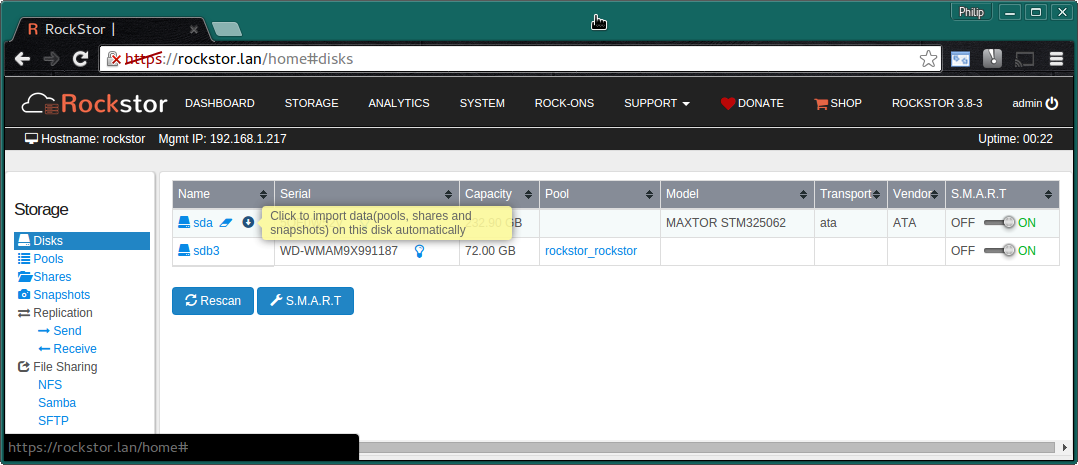 Philip
RockStor |
https://rockstor.lan/home#disks
Rockstor DASHBOARD STORAGE ANALYTICS SYSTEM ROCK-ONS SUPPORT DONATE SHOP ROCKSTOR 3.8-3 admin
Hostname: rockstor Mgmt IP: 192.168.1.217 Uptime: 00:22
Storage
Disks
Pools
Shares
Snapshots
Replication
Send
Receive
File Sharing
NFS
Samba
SFTP
Name Serial Capacity Pool Model Transport Vendor S.M.A.R.T
sda 32.90 GB MAXTOR STM325062 ata ATA OFF ON
Click to import data(pools, shares and
snapshots) on this disk automatically
sdb3 WD-WMAM9X991187 72.00 GB rockstor_rockstor OFF ON
Rescan S.M.A.R.T
https://rockstor.lan/home#